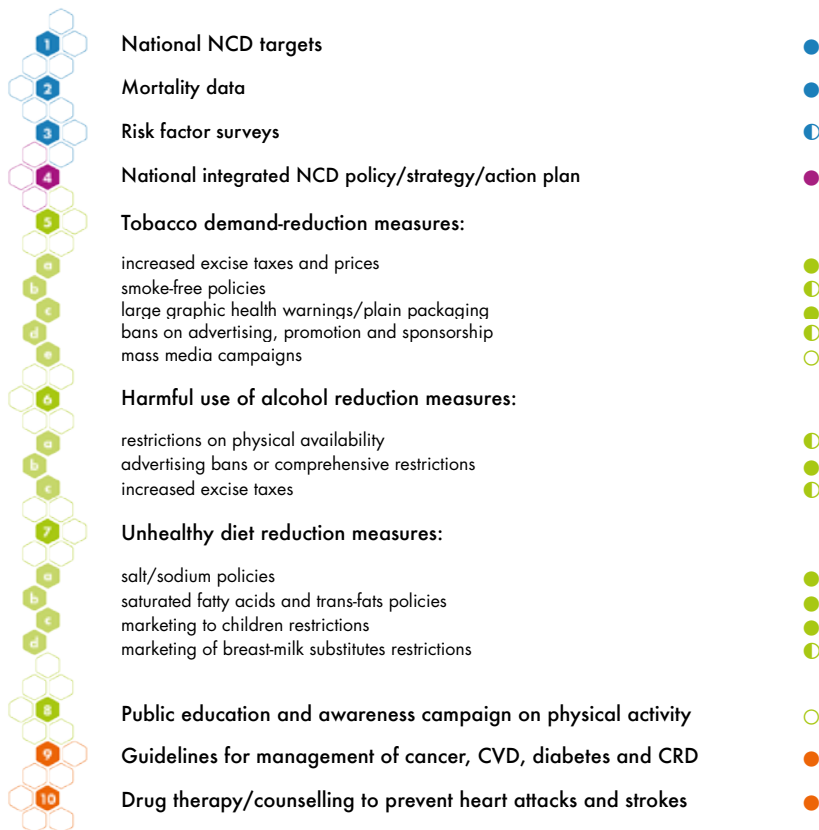 1 National NCD targets
2 Mortality data
3 Risk factor surveys
4 National integrated NCD policy/strategy/action plan
5 Tobacco demand-reduction measures:
a increased excise taxes and prices
b smoke-free policies
c large graphic health warnings/plain packaging
d bans on advertising, promotion and sponsorship
e mass media campaigns
6 Harmful use of alcohol reduction measures:
a restrictions on physical availability
b advertising bans or comprehensive restrictions
c increased excise taxes
7 Unhealthy diet reduction measures:
a salt/sodium policies
b saturated fatty acids and trans-fats policies
c marketing to children restrictions
d marketing of breast-milk substitutes restrictions
8 Public education and awareness campaign on physical activity
9 Guidelines for management of cancer, CVD, diabetes and CRD
10 Drug therapy/counselling to prevent heart attacks and strokes